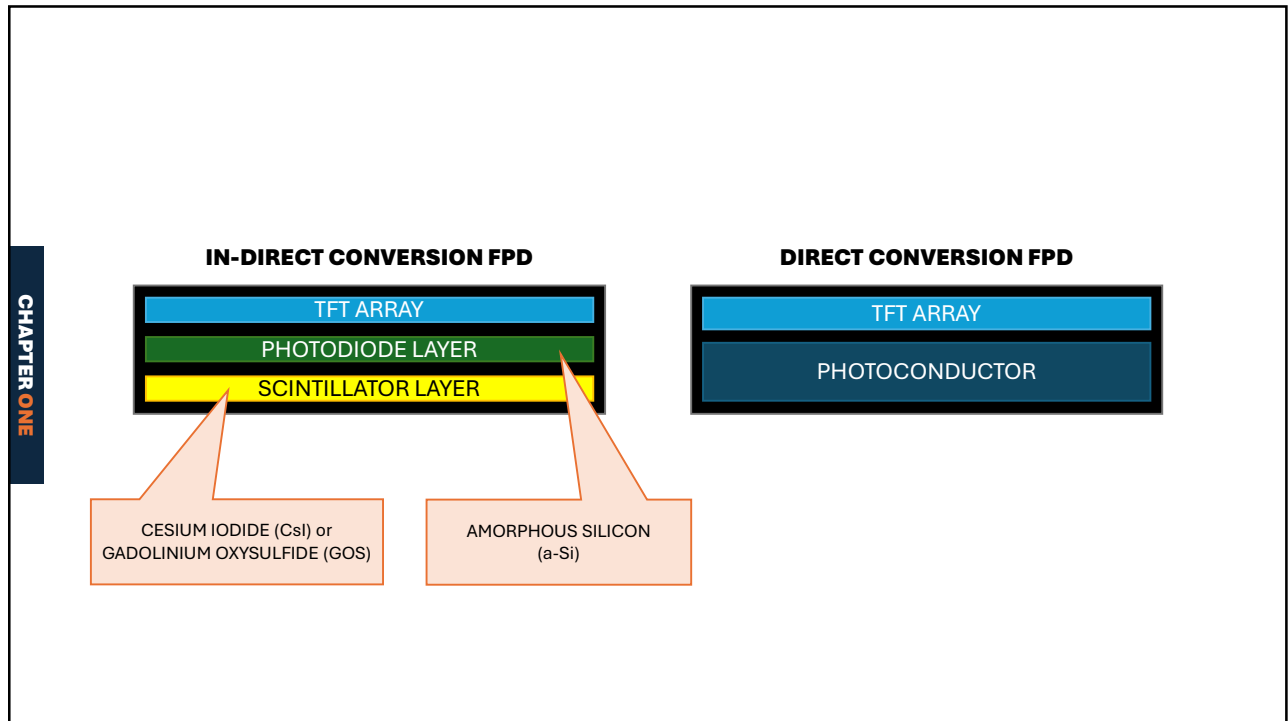 CHAPTER ONE
IN-DIRECT CONVERSION FPD
TFT ARRAY
PHOTODIODE LAYER
SCINTILLATOR LAYER
CESIUM IODIDE (CsI) or
GADOLINIUM OXYSULFIDE (GOS)
AMORPHOUS SILICON
(a-Si)
DIRECT CONVERSION FPD
TFT ARRAY
PHOTOCONDUCTOR